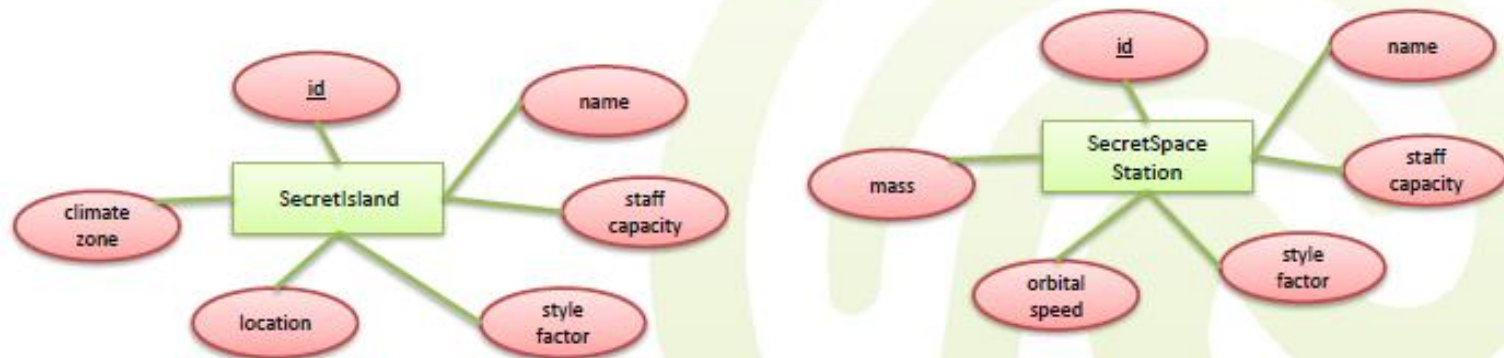 id
name
SecretIsland
climate
zone
staff
capacity
location
style
factor
id
name
SecretSpace
Station
mass
staff
capacity
orbital
speed
style
factor